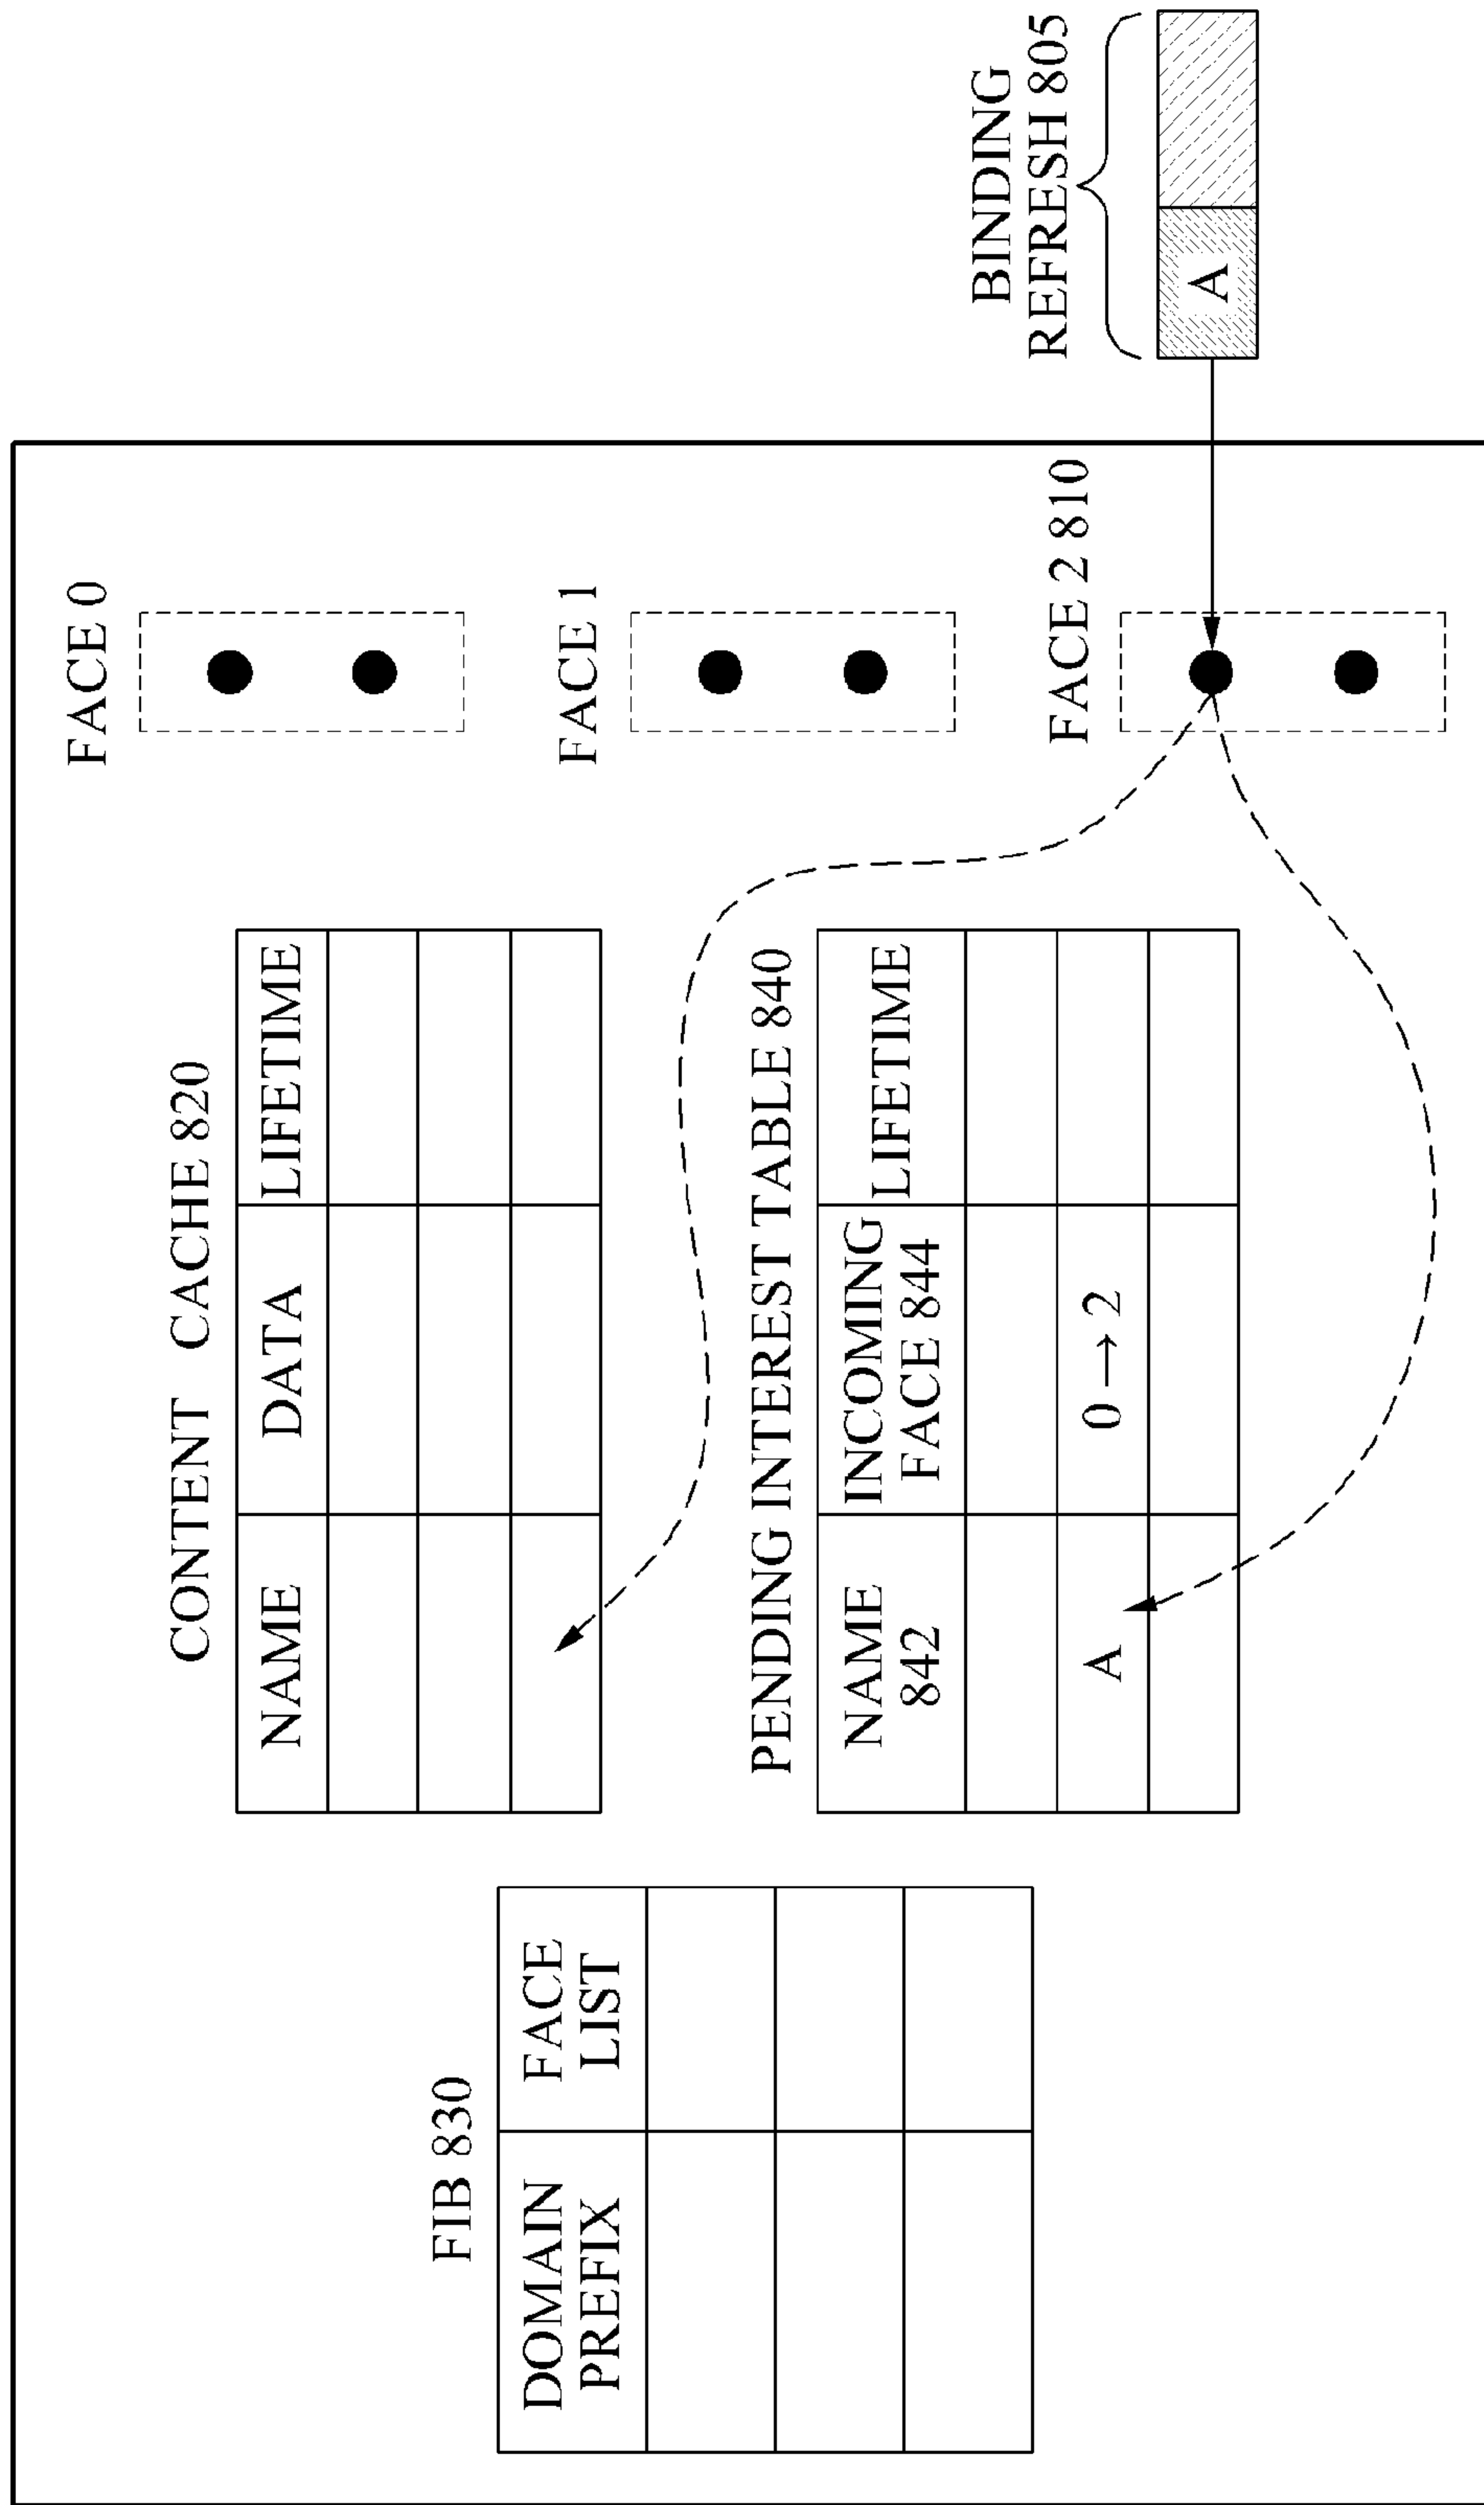 CONTENT CACHE 820
NAME DATA LIFETIME
FIB 830
DOMAIN
PREFIX
FACE
LIST
PENDING INTEREST TABLE 840
NAME
842
INCOMING
FACE 844
LIFETIME
A 0→2
FACE 0
FACE 1
FACE 2 810
BINDING
REFRESH 805
A